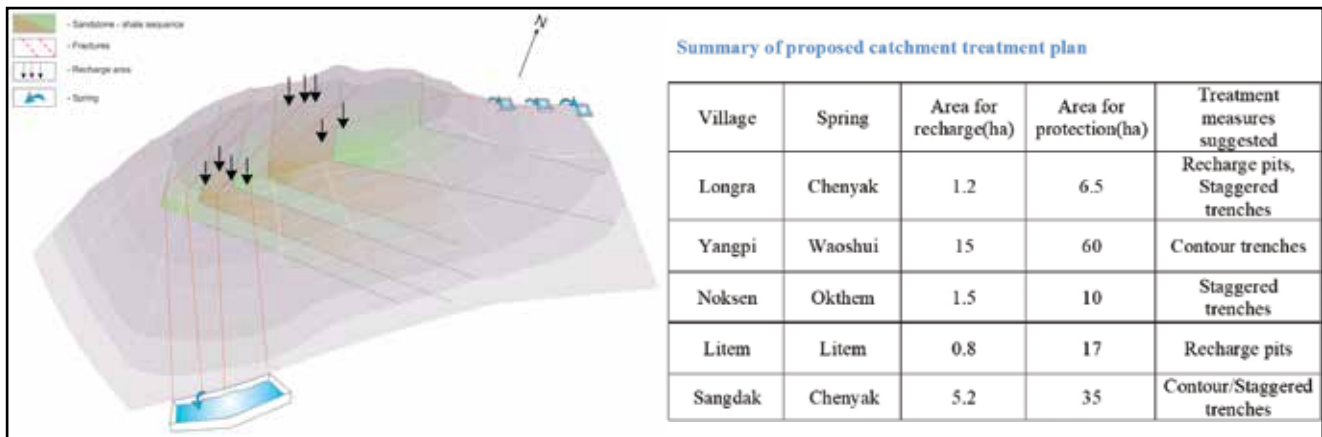 - Sandstone - shale sequence
- Fractures
- Recharge area
- Spring
N
Summary of proposed catchment treatment plan
Village
Spring
Area for
recharge(ha)
Area for
protection(ha)
Treatment
measures
suggested
Longra
Chenyak
1.2
6.5
Recharge pits,
Staggered
trenches
Yangpi
Waoshui
15
60
Contour trenches
Noksen
Okthem
1.5
10
Staggered
trenches
Litem
Litem
0.8
17
Recharge pits
Sangdak
Chenyak
5.2
35
Contour/Staggered
trenches